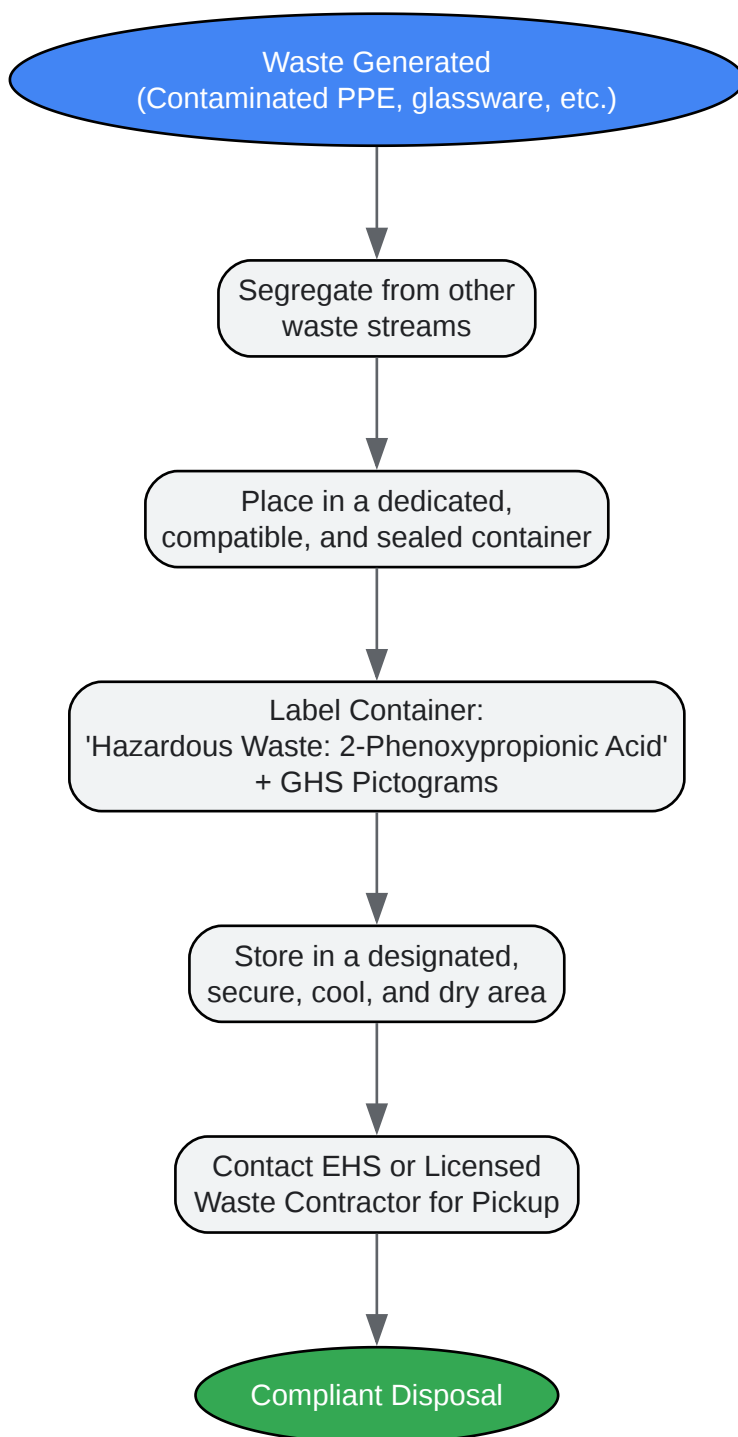 Waste Generated
(Contaminated PPE, glassware, etc.)
Segregate from other
waste streams
Place in a dedicated,
compatible, and sealed container
Label Container:
'Hazardous Waste: 2-Phenoxypropionic Acid'
+ GHS Pictograms
Store in a designated,
secure, cool, and dry area
Contact EHS or Licensed
Waste Contractor for Pickup
Compliant Disposal